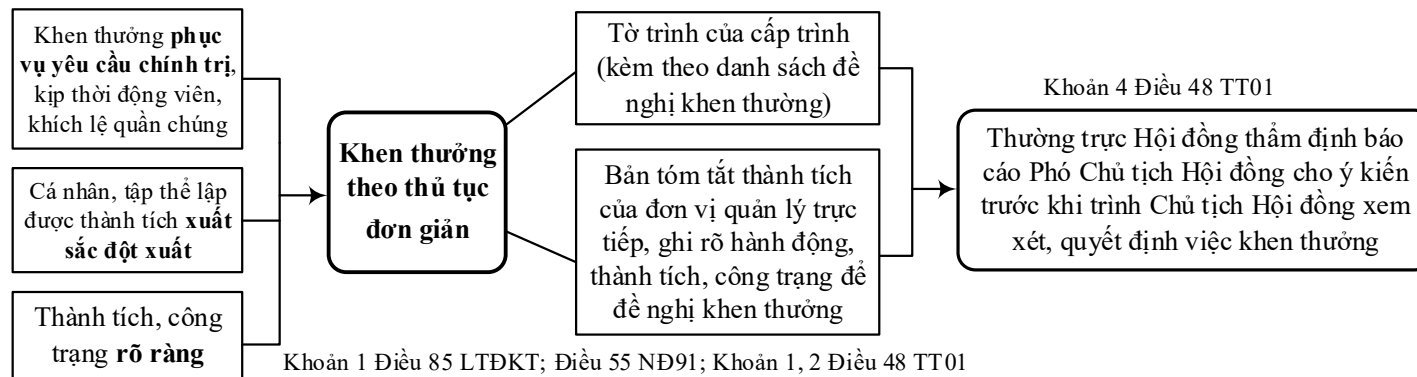 Khen thưởng phục
vụ yêu cầu chính trị,
kịp thời động viên,
khích lệ quần chúng
Cá nhân, tập thể lập
được thành tích xuất
sắc đột xuất
Thành tích, công
trạng rõ ràng
Khen thưởng
theo thủ tục
đơn giản
Tờ trình của cấp trình
(kèm theo danh sách đề
nghị khen thường)
Bản tóm tắt thành tích
của đơn vị quản lý trực
tiếp, ghi rõ hành động,
thành tích, công trạng để
đề nghị khen thưởng
Khoản 1 Điều 85 LTĐKT; Điều 55 NĐ91; Khoản 1, 2 Điều 48 TT01
Khoản 4 Điều 48 TT01
Thường trực Hội đồng thẩm định báo
cáo Phó Chủ tịch Hội đồng cho ý kiến
trước khi trình Chủ tịch Hội đồng xem
xét, quyết định việc khen thưởng